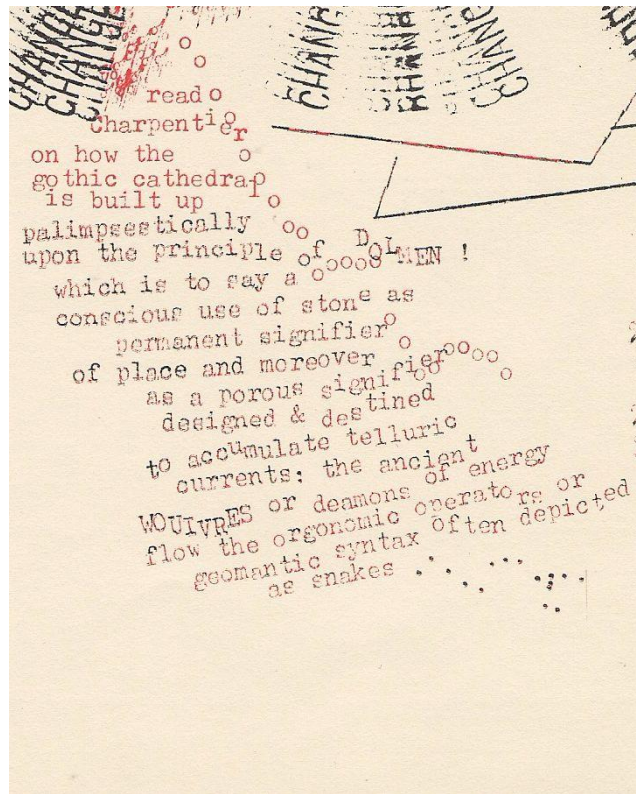 CHANGE
CHANGE
CHANGE
CHANGE
CHANGE
CHANGE
read
Charpentier
on how the
gothic cathedral
is built up
palimpsestically
upon the principle of DOLMEN !
which is to say a
conscious use of stone as
permanent signifier
of place and moreover
as a porous signifier
designed & destined
to accumulate telluric
currents: the ancient
WOUIVRES or deamons of energy
flow the orgonomic operators or
geomantic syntax often depicted
as snakes